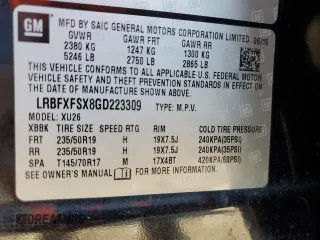 GM
MFD BY SAIC GENERAL MOTORS CORPORATION LIMITED
GVWR GAWR FRT GAWR RR
2380 KG 1247 KG 1300 KG
5246 LB 2750 LB 2865 LB
THIS VEHICLE CONFORMS TO ALL APPLICABLE U.S. FEDERAL MOTOR
VEHICLE SAFETY AND THEFT PREVENTION STANDARDS IN EFFECT ON
THE DATE OF MANUFACTURE SHOWN ABOVE.
LRBFXFSX8GD223309 TYPE: M.P.V.
MODEL: XU26
XBBK TIRE SIZE SPEED RTG RIM COLD TIRE PRESSURE
FRT 235/50R19 H 19X7.5J 240KPA(35PSI)
RR 235/50R19 H 19X7.5J 240KPA(35PSI)
SPA T145/70R17 M 17X4BT 420KPA(60PSI)
SEE OWNER'S MANUAL FOR MORE INFORMATION.